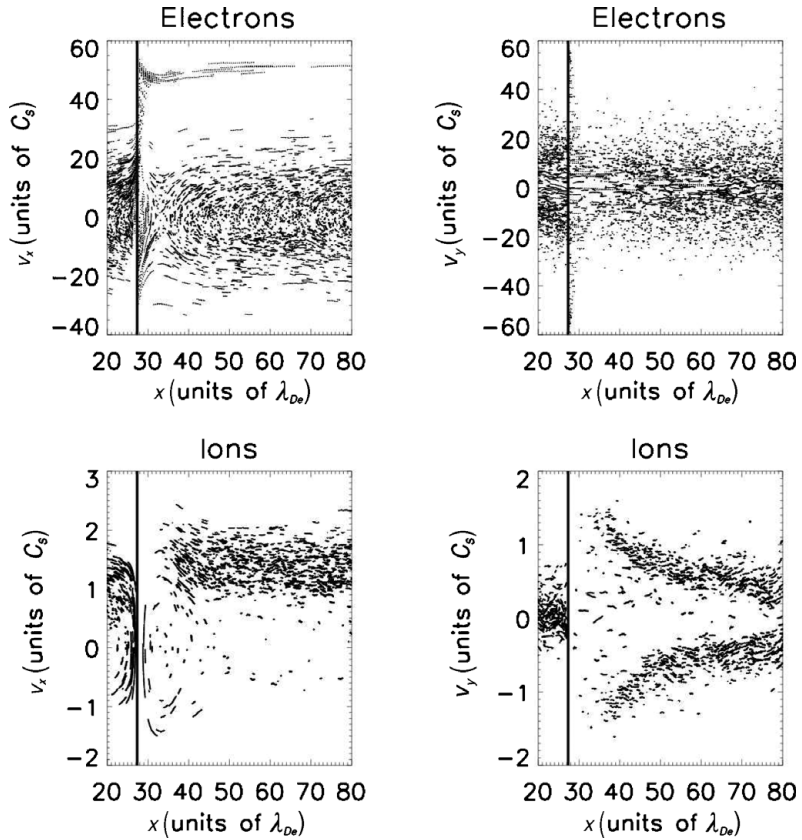 Electrons
60
40
20
0
−20
−40
v_x (units of C_s)
20 30 40 50 60 70 80
x (units of λ_De)
Electrons
60
40
20
0
−20
−40
−60
v_y (units of C_s)
20 30 40 50 60 70 80
x (units of λ_De)
Ions
3
2
1
0
−1
−2
v_x (units of C_s)
20 30 40 50 60 70 80
x (units of λ_De)
Ions
2
1
0
−1
−2
v_y (units of C_s)
20 30 40 50 60 70 80
x (units of λ_De)